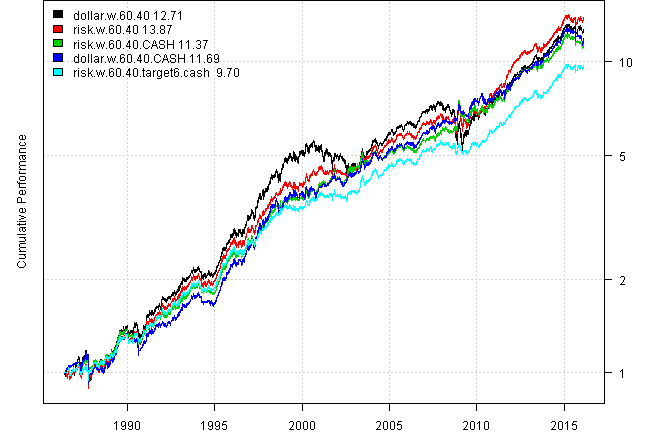 dollar.w.60.40 12.71
risk.w.60.40 13.87
risk.w.60.40.CASH 11.37
dollar.w.60.40.CASH 11.69
risk.w.60.40.target6.cash 9.70
Cumulative Performance
10
5
2
1
1990 1995 2000 2005 2010 2015